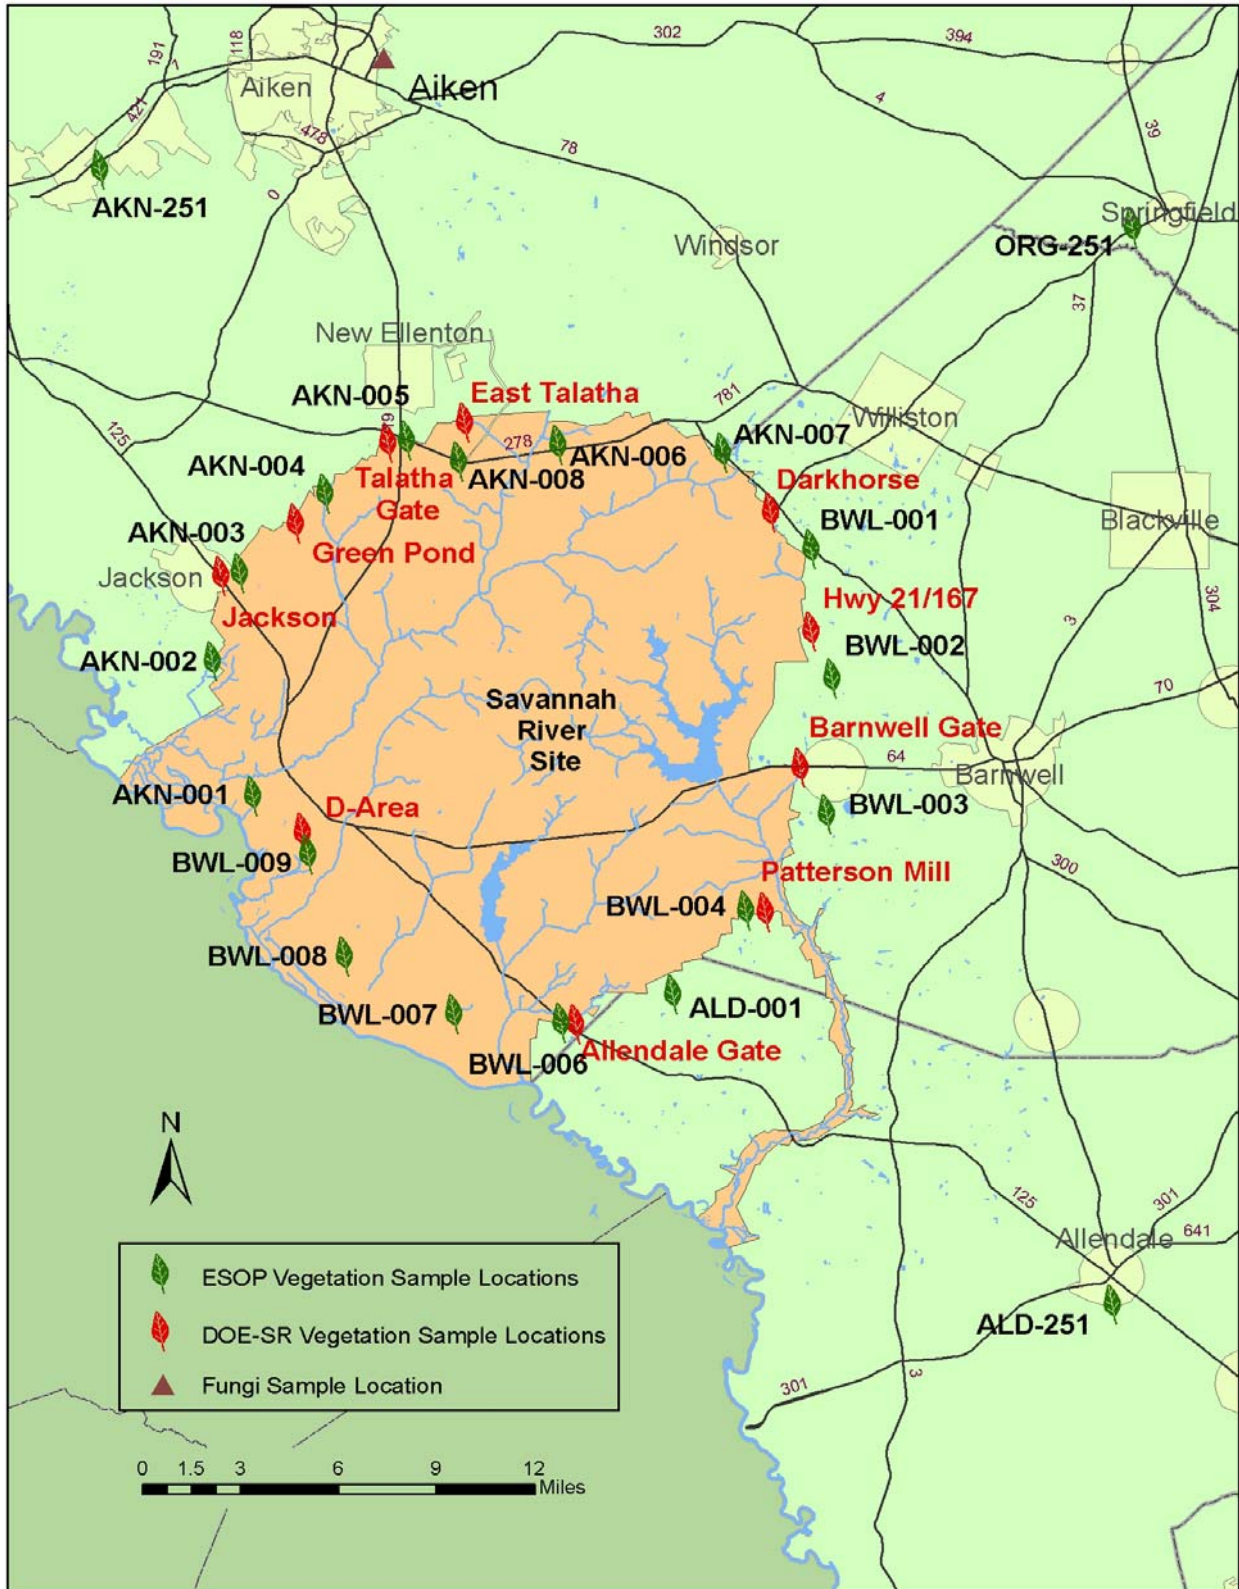 302
394
191
118
7
Aiken
Aiken
421
478
4
39
78
0
AKN-251
Springfield
ORG-251
Windsor
37
New Ellenton
AKN-005
East Talatha
781
19
278
AKN-007
Williston
125
AKN-004
AKN-006
Talatha
Gate
AKN-008
Darkhorse
BWL-001
Blackville
AKN-003
Green Pond
Jackson
Jackson
Hwy 21/167
304
3
BWL-002
AKN-002
70
Savannah
River
Site
Barnwell Gate
64
Barnwell
AKN-001
D-Area
BWL-003
BWL-009
Patterson Mill
300
BWL-004
BWL-008
BWL-007
ALD-001
BWL-006
Allendale Gate
N
125
301
641
Allendale
ESOP Vegetation Sample Locations
DOE-SR Vegetation Sample Locations
ALD-251
Fungi Sample Location
301
3
0 1.5 3 6 9 12
Miles